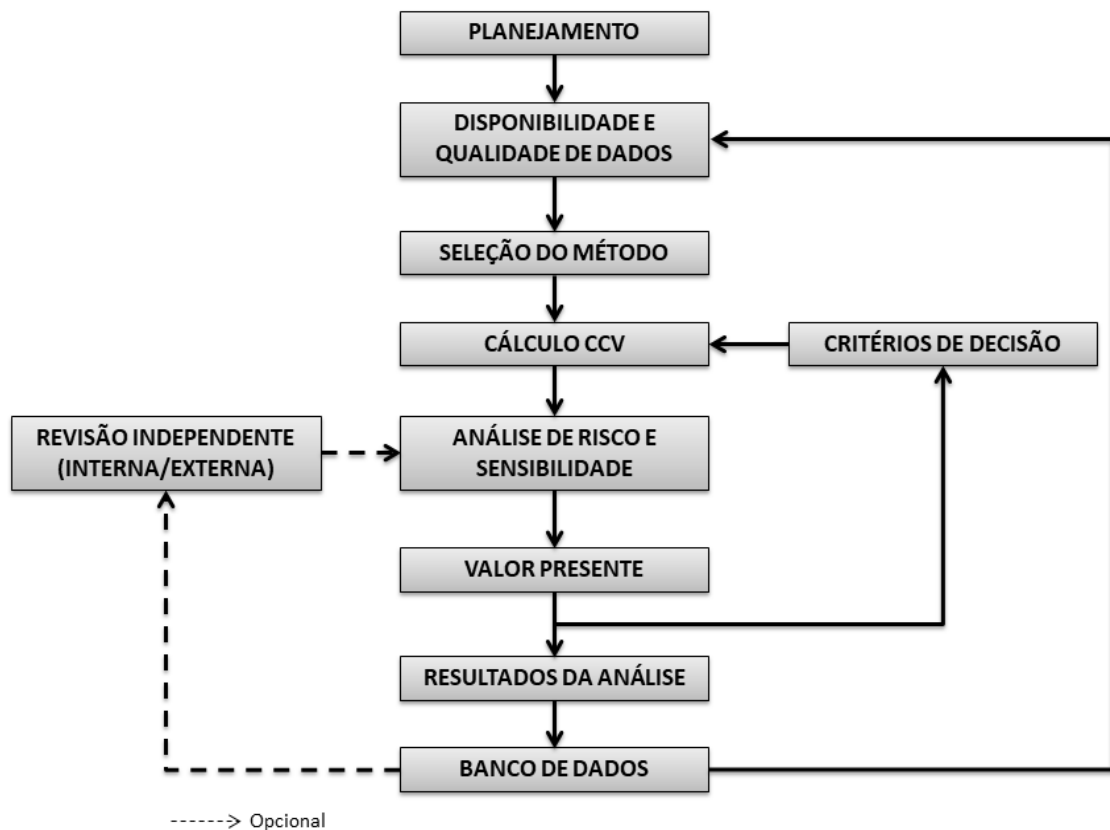 PLANEJAMENTO
DISPONIBILIDADE E
QUALIDADE DE DADOS
SELEÇÃO DO MÉTODO
CÁLCULO CCV
CRITÉRIOS DE DECISÃO
REVISÃO INDEPENDENTE
(INTERNA/EXTERNA)
ANÁLISE DE RISCO E
SENSIBILIDADE
VALOR PRESENTE
RESULTADOS DA ANÁLISE
BANCO DE DADOS
Opcional